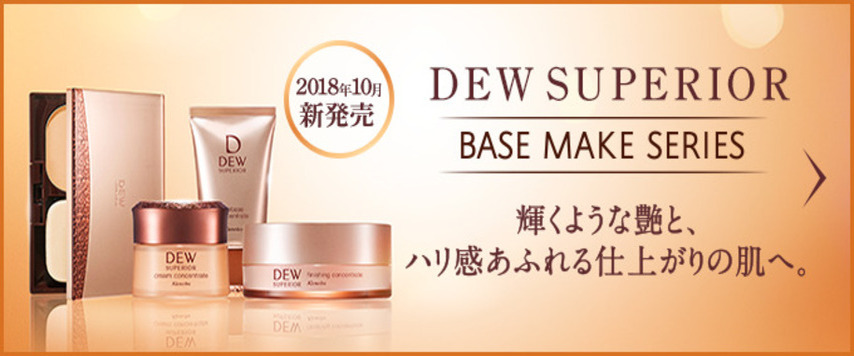 2018年10月
新発売
DEW SUPERIOR
BASE MAKE SERIES
輝くような艶と、
ハリ感あふれる仕上がりの肌へ。
DEW
D
DEW
SUPERIOR
DEW
SUPERIOR
cream concentrate
Kanebo
DEW
SUPERIOR
finishing concentrate
Kanebo